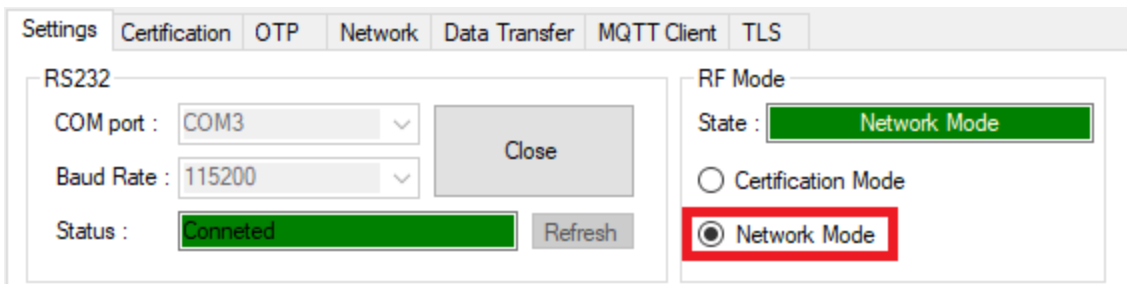 Settings Certification OTP Network Data Transfer MQTT Client TLS
RS232
COM port : COM3
Close
Baud Rate : 115200
Status : Conneted Refresh
RF Mode
State : Network Mode
Certification Mode
Network Mode